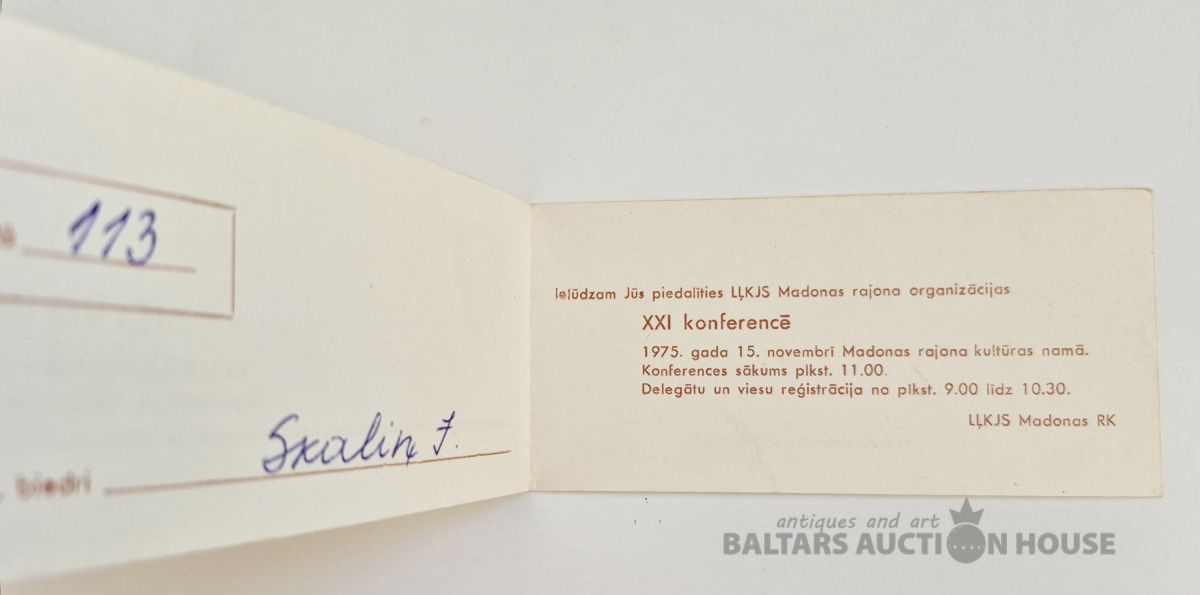 113
biedri Skaliņ J.
Ielūdzam Jūs piedalīties LĻKJS Madonas rajona organizācijas
XXI konferencē
1975. gada 15. novembrī Madonas rajona kultūras namā.
Konferences sākums plkst. 11.00.
Delegātu un viesu reģistrācija no plkst. 9.00 līdz 10.30.
LĻKJS Madonas RK
antiques and art
BALTARS AUCTION HOUSE